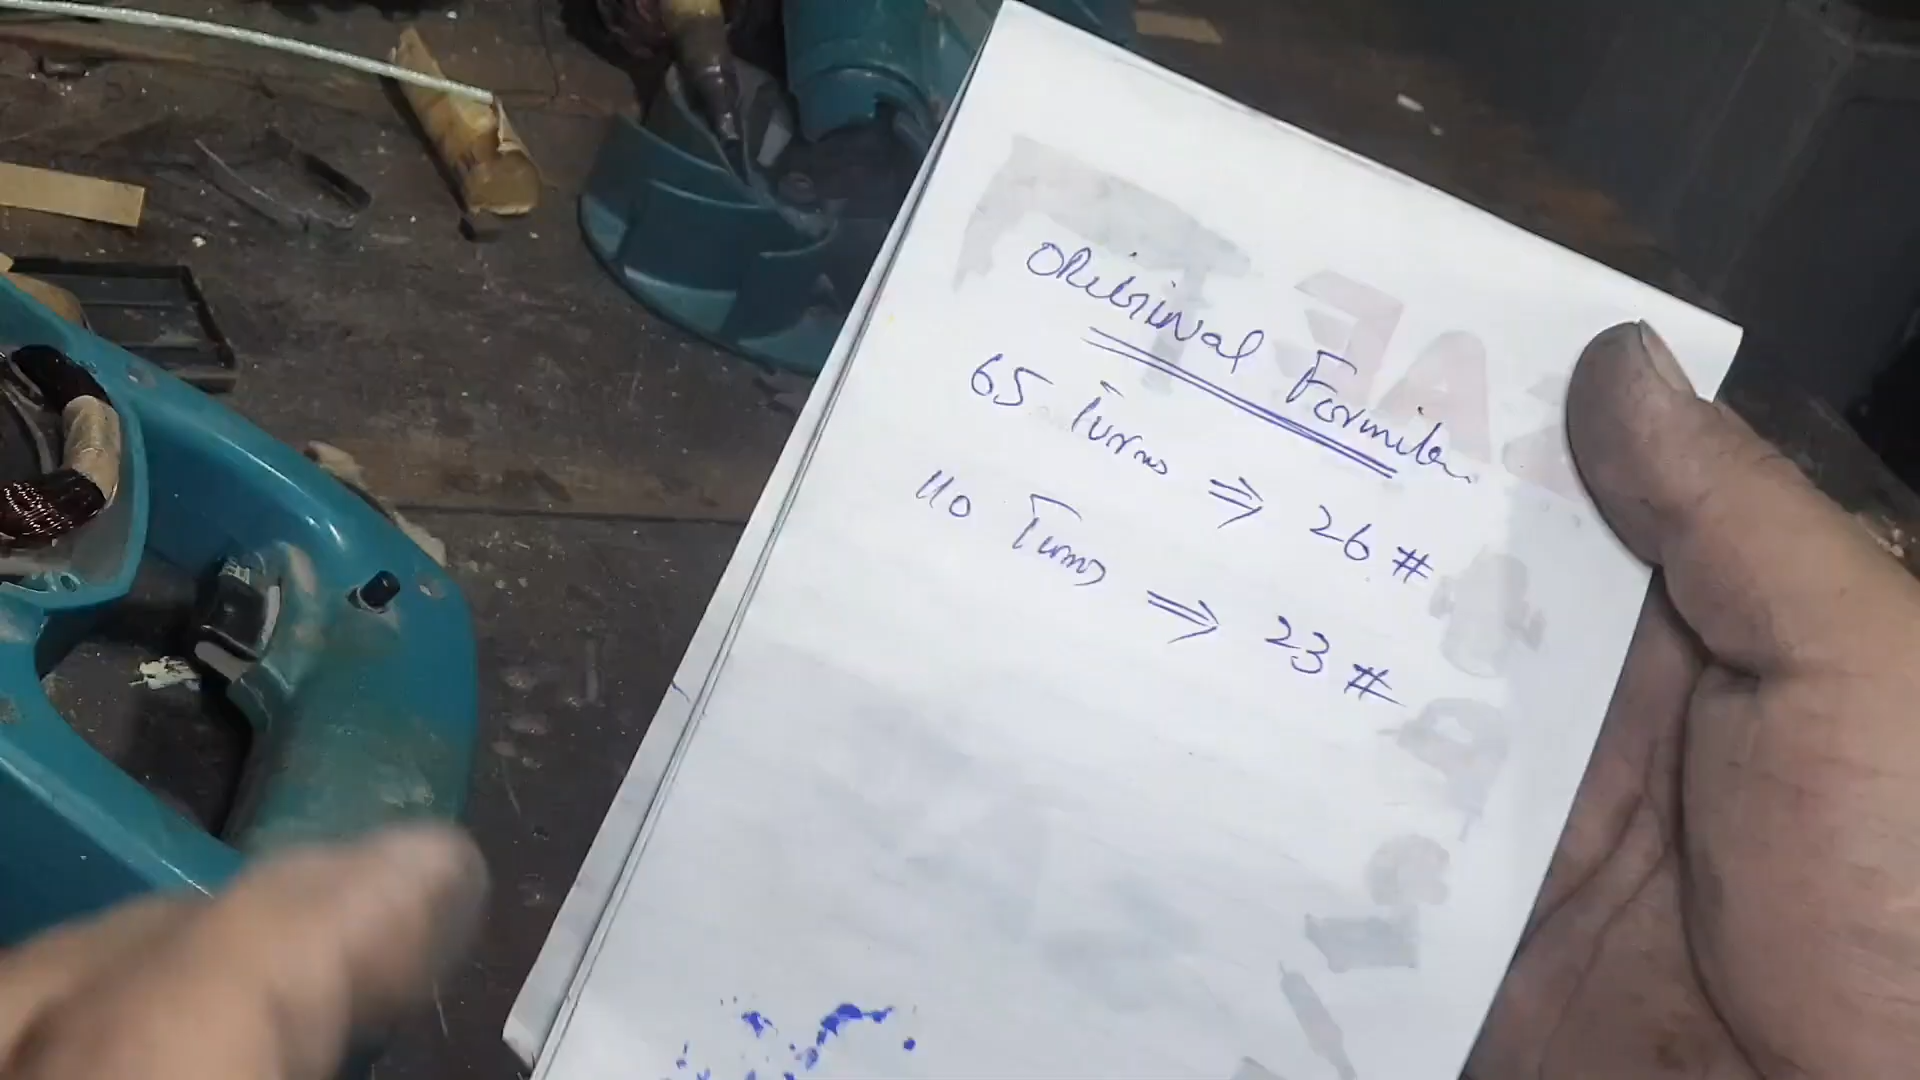 ORIGINal Formula
65 Turns ⇒ 26 #
110 Turns ⇒ 23 #